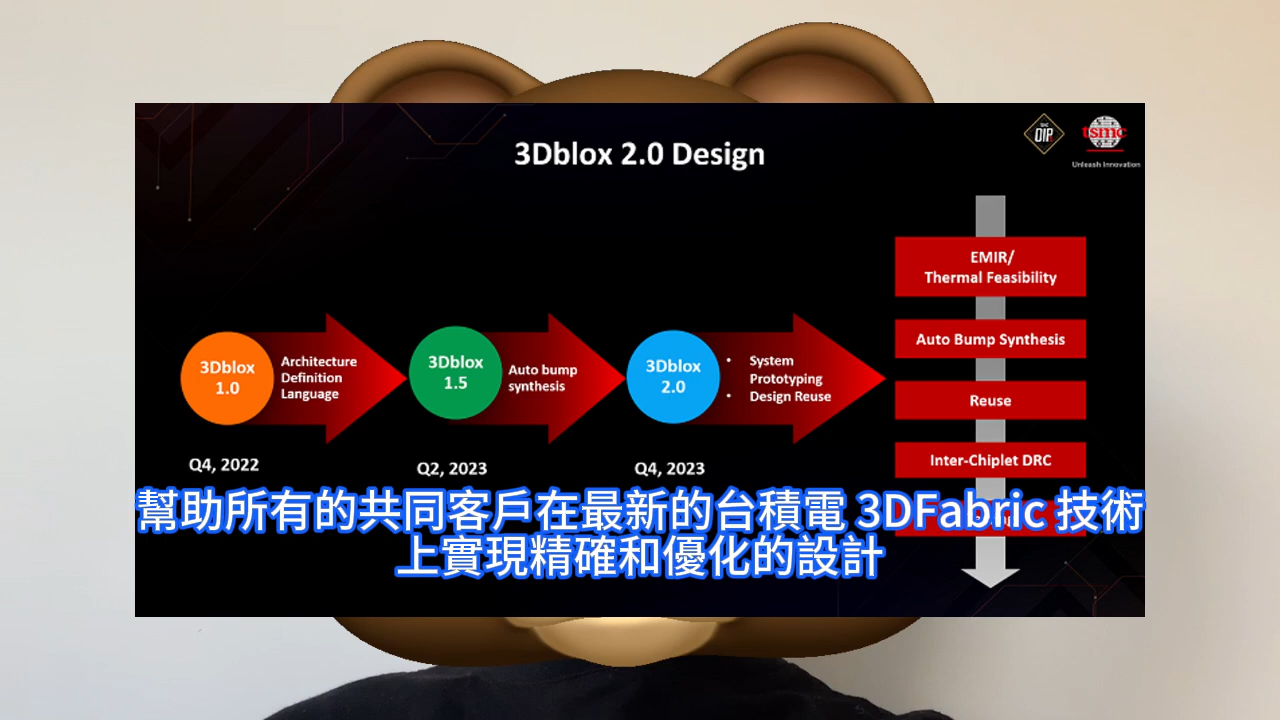 3Dblox 2.0 Design
OIP
tsmc
Unleash Innovation
3Dblox
1.0
Architecture
Definition
Language
Q4, 2022
3Dblox
1.5
Auto bump
synthesis
Q2, 2023
3Dblox
2.0
• System
Prototyping
• Design Reuse
Q4, 2023
EMIR/
Thermal Feasibility
Auto Bump Synthesis
Reuse
Inter-Chiplet DRC
幫助所有的共同客戶在最新的台積電 3DFabric 技術
上實現精確和優化的設計